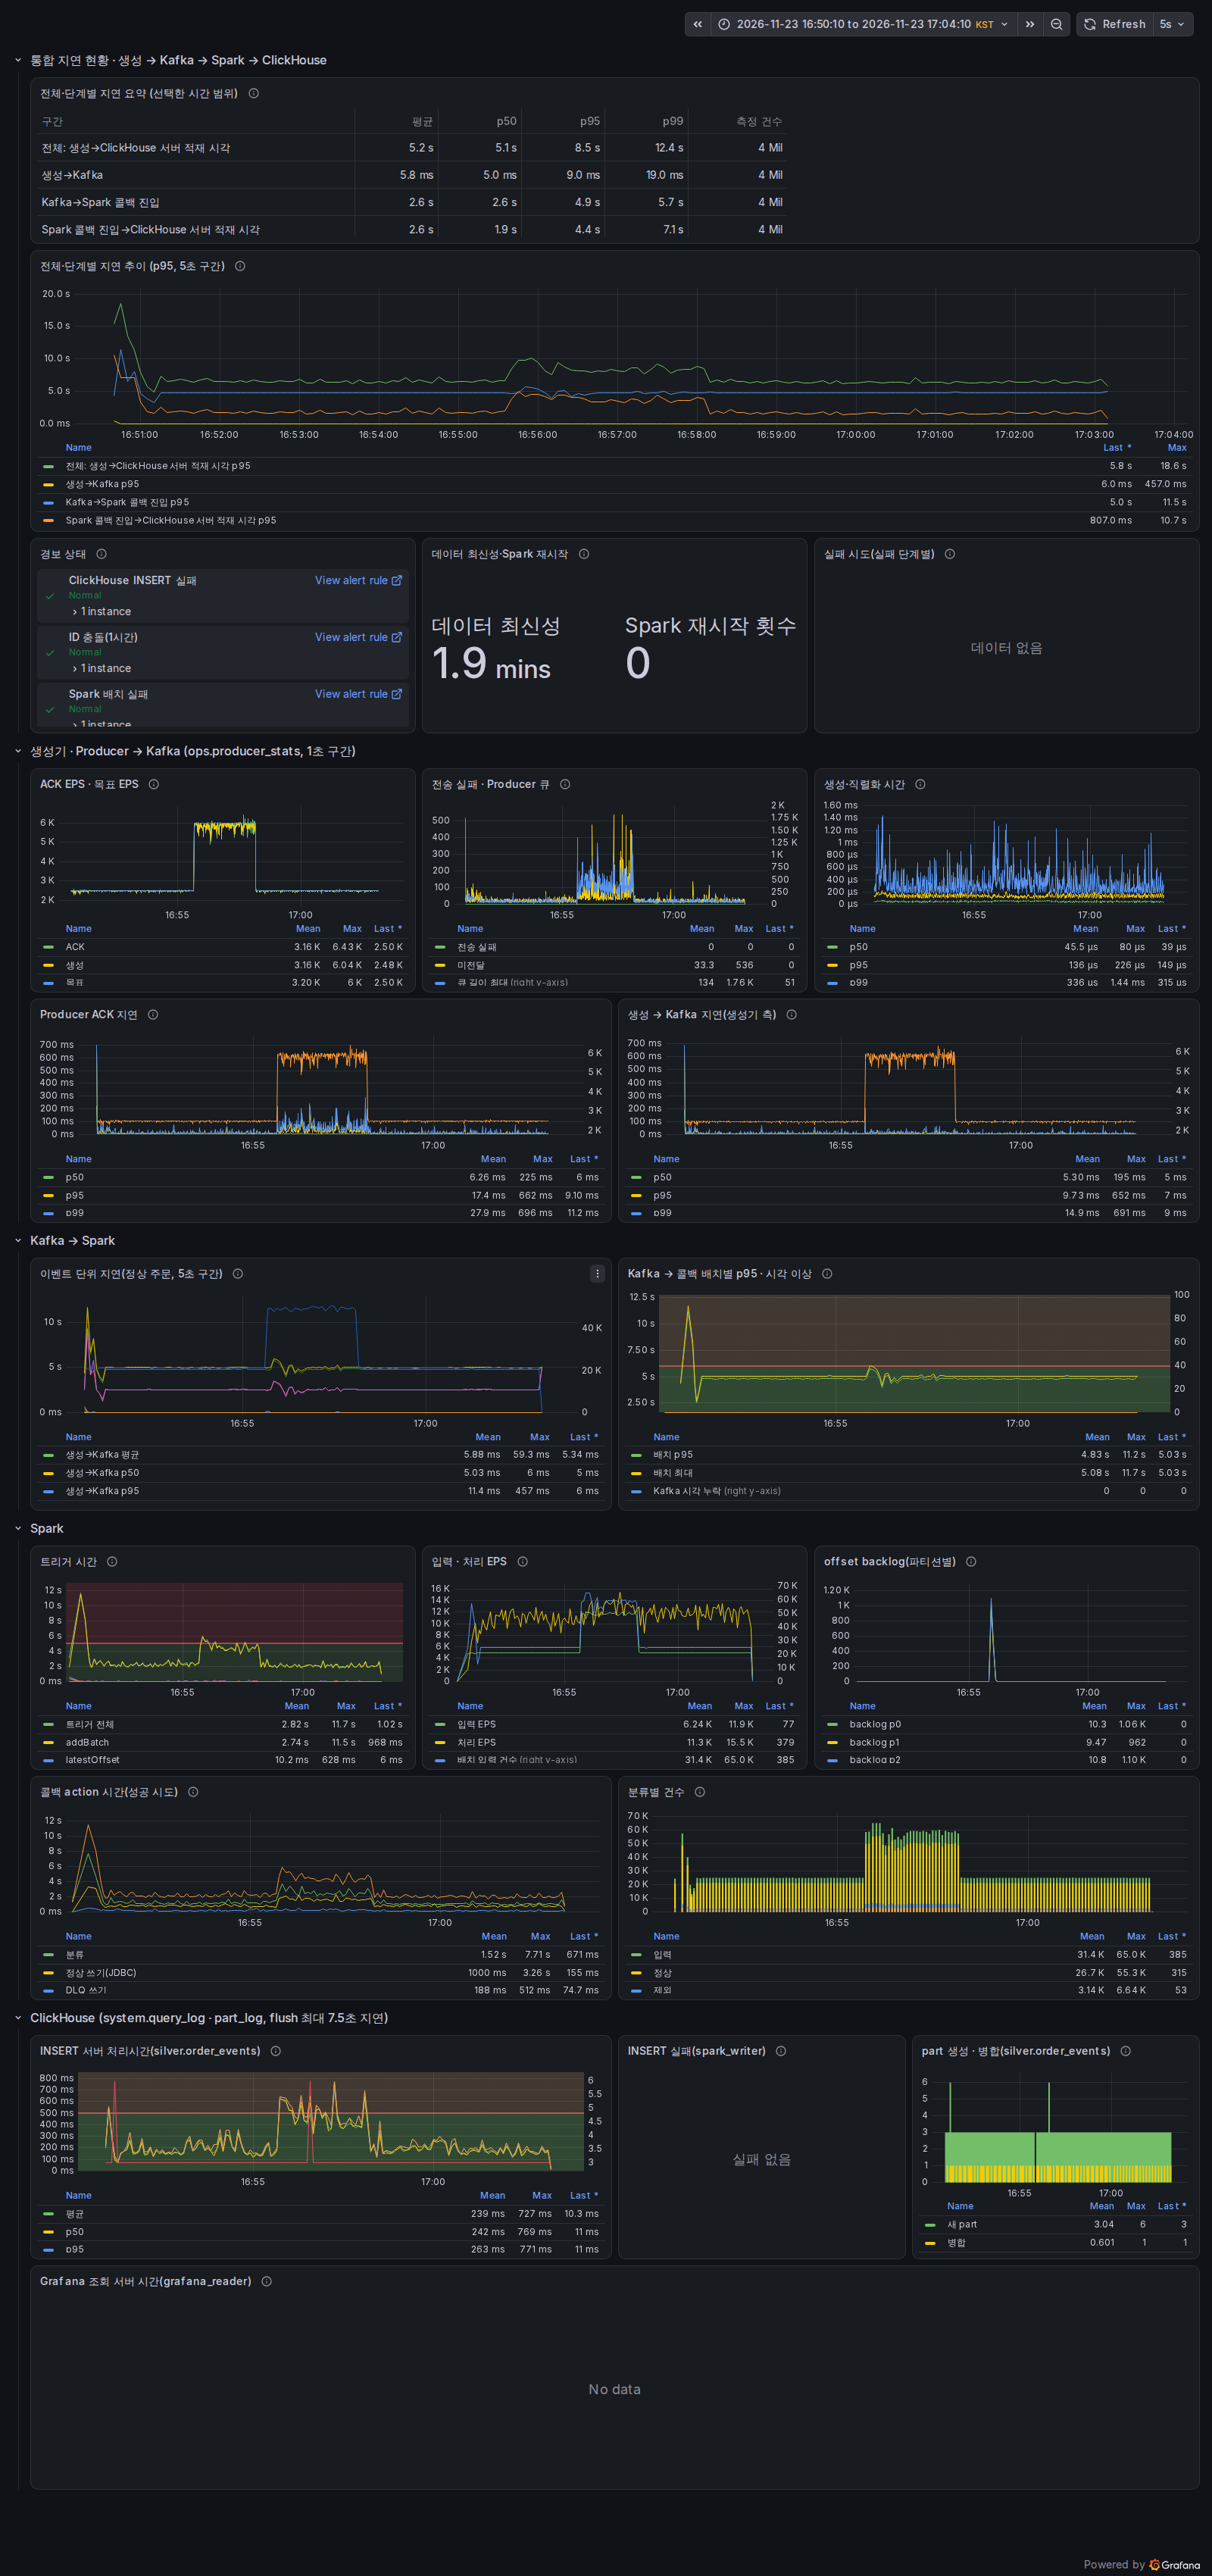 2026-11-23 16:50:10 to 2026-11-23 17:04:10 KST Refresh 5s
통합 지연 현황 · 생성 → Kafka → Spark → ClickHouse
전체·단계별 지연 요약 (선택한 시간 범위)
구간 평균 p50 p95 p99 측정 건수
전체: 생성→ClickHouse 서버 적재 시각 5.2 s 5.1 s 8.5 s 12.4 s 4 Mil
생성→Kafka 5.8 ms 5.0 ms 9.0 ms 19.0 ms 4 Mil
Kafka→Spark 콜백 진입 2.6 s 2.6 s 4.9 s 5.7 s 4 Mil
Spark 콜백 진입→ClickHouse 서버 적재 시각 2.6 s 1.9 s 4.4 s 7.1 s 4 Mil
전체·단계별 지연 추이 (p95, 5초 구간)
20.0 s
15.0 s
10.0 s
5.0 s
0.0 ms
16:51:00 16:52:00 16:53:00 16:54:00 16:55:00 16:56:00 16:57:00 16:58:00 16:59:00 17:00:00 17:01:00 17:02:00 17:03:00 17:04:00
Name Last * Max
전체: 생성→ClickHouse 서버 적재 시각 p95 5.8 s 18.6 s
생성→Kafka p95 6.0 ms 457.0 ms
Kafka→Spark 콜백 진입 p95 5.0 s 11.5 s
Spark 콜백 진입→ClickHouse 서버 적재 시각 p95 807.0 ms 10.7 s
경보 상태
ClickHouse INSERT 실패 View alert rule
Normal
1 instance
ID 충돌(1시간) View alert rule
Normal
1 instance
Spark 배치 실패 View alert rule
Normal
1 instance
데이터 최신성·Spark 재시작
데이터 최신성 Spark 재시작 횟수
1.9 mins 0
실패 시도(실패 단계별)
데이터 없음
생성기 · Producer → Kafka (ops.producer_stats, 1초 구간)
ACK EPS · 목표 EPS
6 K
5 K
4 K
3 K
2 K
16:55 17:00
Name Mean Max Last *
ACK 3.16 K 6.43 K 2.50 K
생성 3.16 K 6.04 K 2.48 K
목표 3.20 K 6 K 2.50 K
전송 실패 · Producer 큐
500
400
300
200
100
0
2 K
1.75 K
1.50 K
1.25 K
1 K
750
500
250
0
16:55 17:00
Name Mean Max Last *
전송 실패 0 0 0
미전달 33.3 536 0
큐 길이 최대 (right y-axis) 134 1.76 K 51
생성·직렬화 시간
1.60 ms
1.40 ms
1.20 ms
1 ms
800 µs
600 µs
400 µs
200 µs
0 µs
16:55 17:00
Name Mean Max Last *
p50 45.5 µs 80 µs 39 µs
p95 136 µs 226 µs 149 µs
p99 336 µs 1.44 ms 315 µs
Producer ACK 지연
700 ms
600 ms
500 ms
400 ms
300 ms
200 ms
100 ms
0 ms
6 K
5 K
4 K
3 K
2 K
16:55 17:00
Name Mean Max Last *
p50 6.26 ms 225 ms 6 ms
p95 17.4 ms 662 ms 9.10 ms
p99 27.9 ms 696 ms 11.2 ms
생성 → Kafka 지연(생성기 측)
700 ms
600 ms
500 ms
400 ms
300 ms
200 ms
100 ms
0 ms
6 K
5 K
4 K
3 K
2 K
16:55 17:00
Name Mean Max Last *
p50 5.30 ms 195 ms 5 ms
p95 9.73 ms 652 ms 7 ms
p99 14.9 ms 691 ms 9 ms
Kafka → Spark
이벤트 단위 지연(정상 주문, 5초 구간)
10 s
5 s
0 ms
40 K
20 K
0
16:55 17:00
Name Mean Max Last *
생성→Kafka 평균 5.88 ms 59.3 ms 5.34 ms
생성→Kafka p50 5.03 ms 6 ms 5 ms
생성→Kafka p95 11.4 ms 457 ms 6 ms
Kafka → 콜백 배치별 p95 · 시각 이상
12.5 s
10 s
7.50 s
5 s
2.50 s
100
80
60
40
20
0
16:55 17:00
Name Mean Max Last *
배치 p95 4.83 s 11.2 s 5.03 s
배치 최대 5.08 s 11.7 s 5.03 s
Kafka 시각 누락 (right y-axis) 0 0 0
Spark
트리거 시간
12 s
10 s
8 s
6 s
4 s
2 s
0 ms
16:55 17:00
Name Mean Max Last *
트리거 전체 2.82 s 11.7 s 1.02 s
addBatch 2.74 s 11.5 s 968 ms
latestOffset 10.2 ms 628 ms 6 ms
입력 · 처리 EPS
16 K
14 K
12 K
10 K
8 K
6 K
4 K
2 K
0
70 K
60 K
50 K
40 K
30 K
20 K
10 K
0
16:55 17:00
Name Mean Max Last *
입력 EPS 6.24 K 11.9 K 77
처리 EPS 11.3 K 15.5 K 379
배치 입력 건수 (right y-axis) 31.4 K 65.0 K 385
offset backlog(파티션별)
1.20 K
1 K
800
600
400
200
0
16:55 17:00
Name Mean Max Last *
backlog p0 10.3 1.06 K 0
backlog p1 9.47 962 0
backlog p2 10.8 1.10 K 0
콜백 action 시간(성공 시도)
12 s
10 s
8 s
6 s
4 s
2 s
0 ms
16:55 17:00
Name Mean Max Last *
분류 1.52 s 7.71 s 671 ms
정상 쓰기(JDBC) 1000 ms 3.26 s 155 ms
DLQ 쓰기 188 ms 512 ms 74.7 ms
분류별 건수
70 K
60 K
50 K
40 K
30 K
20 K
10 K
0
16:55 17:00
Name Mean Max Last *
입력 31.4 K 65.0 K 385
정상 26.7 K 55.3 K 315
제외 3.14 K 6.64 K 53
ClickHouse (system.query_log · part_log, flush 최대 7.5초 지연)
INSERT 서버 처리시간(silver.order_events)
800 ms
700 ms
600 ms
500 ms
400 ms
300 ms
200 ms
100 ms
0 ms
6
5.5
5
4.5
4
3.5
3
16:55 17:00
Name Mean Max Last *
평균 239 ms 727 ms 10.3 ms
p50 242 ms 769 ms 11 ms
p95 263 ms 771 ms 11 ms
INSERT 실패(spark_writer)
실패 없음
part 생성 · 병합(silver.order_events)
6
5
4
3
2
1
0
16:55 17:00
Name Mean Max Last *
새 part 3.04 6 3
병합 0.601 1 1
Grafana 조회 서버 시간(grafana_reader)
No data
Powered by Grafana